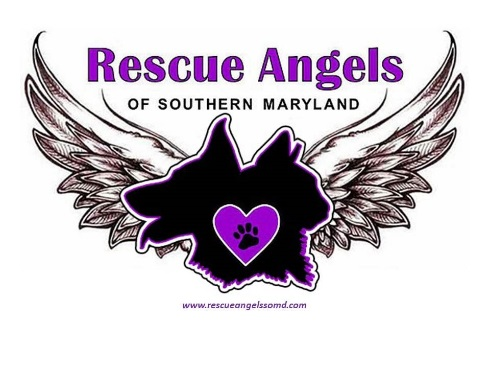 Rescue Angels
OF SOUTHERN MARYLAND
www.rescueangelssomd.com